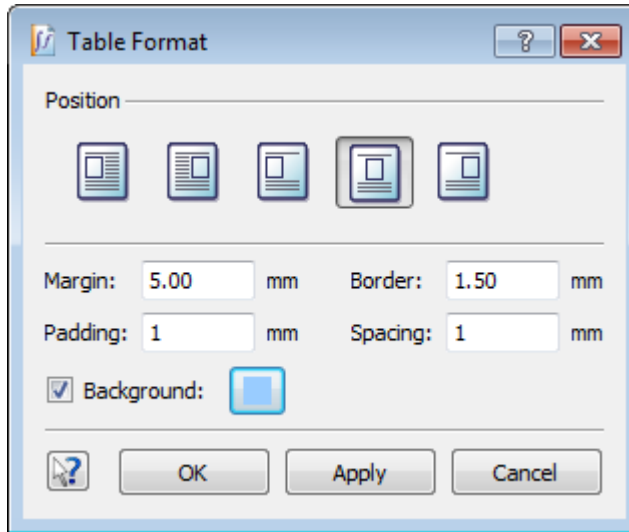 Table Format
Position
Margin: 5.00 mm Border: 1.50 mm
Padding: 1 mm Spacing: 1 mm
Background:
OK Apply Cancel